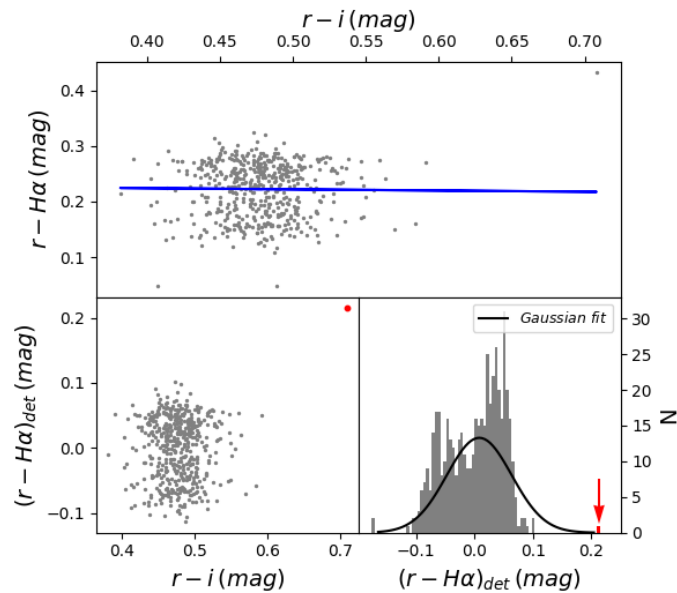 r − i (mag)
0.40 0.45 0.50 0.55 0.60 0.65 0.70
r − Hα (mag)
0.4
0.3
0.2
0.1
(r − Hα)det (mag)
0.2
0.1
0.0
−0.1
0.4 0.5 0.6 0.7
r − i (mag)
Gaussian fit
30
25
20
15
10
5
0
N
−0.1 0.0 0.1 0.2
(r − Hα)det (mag)